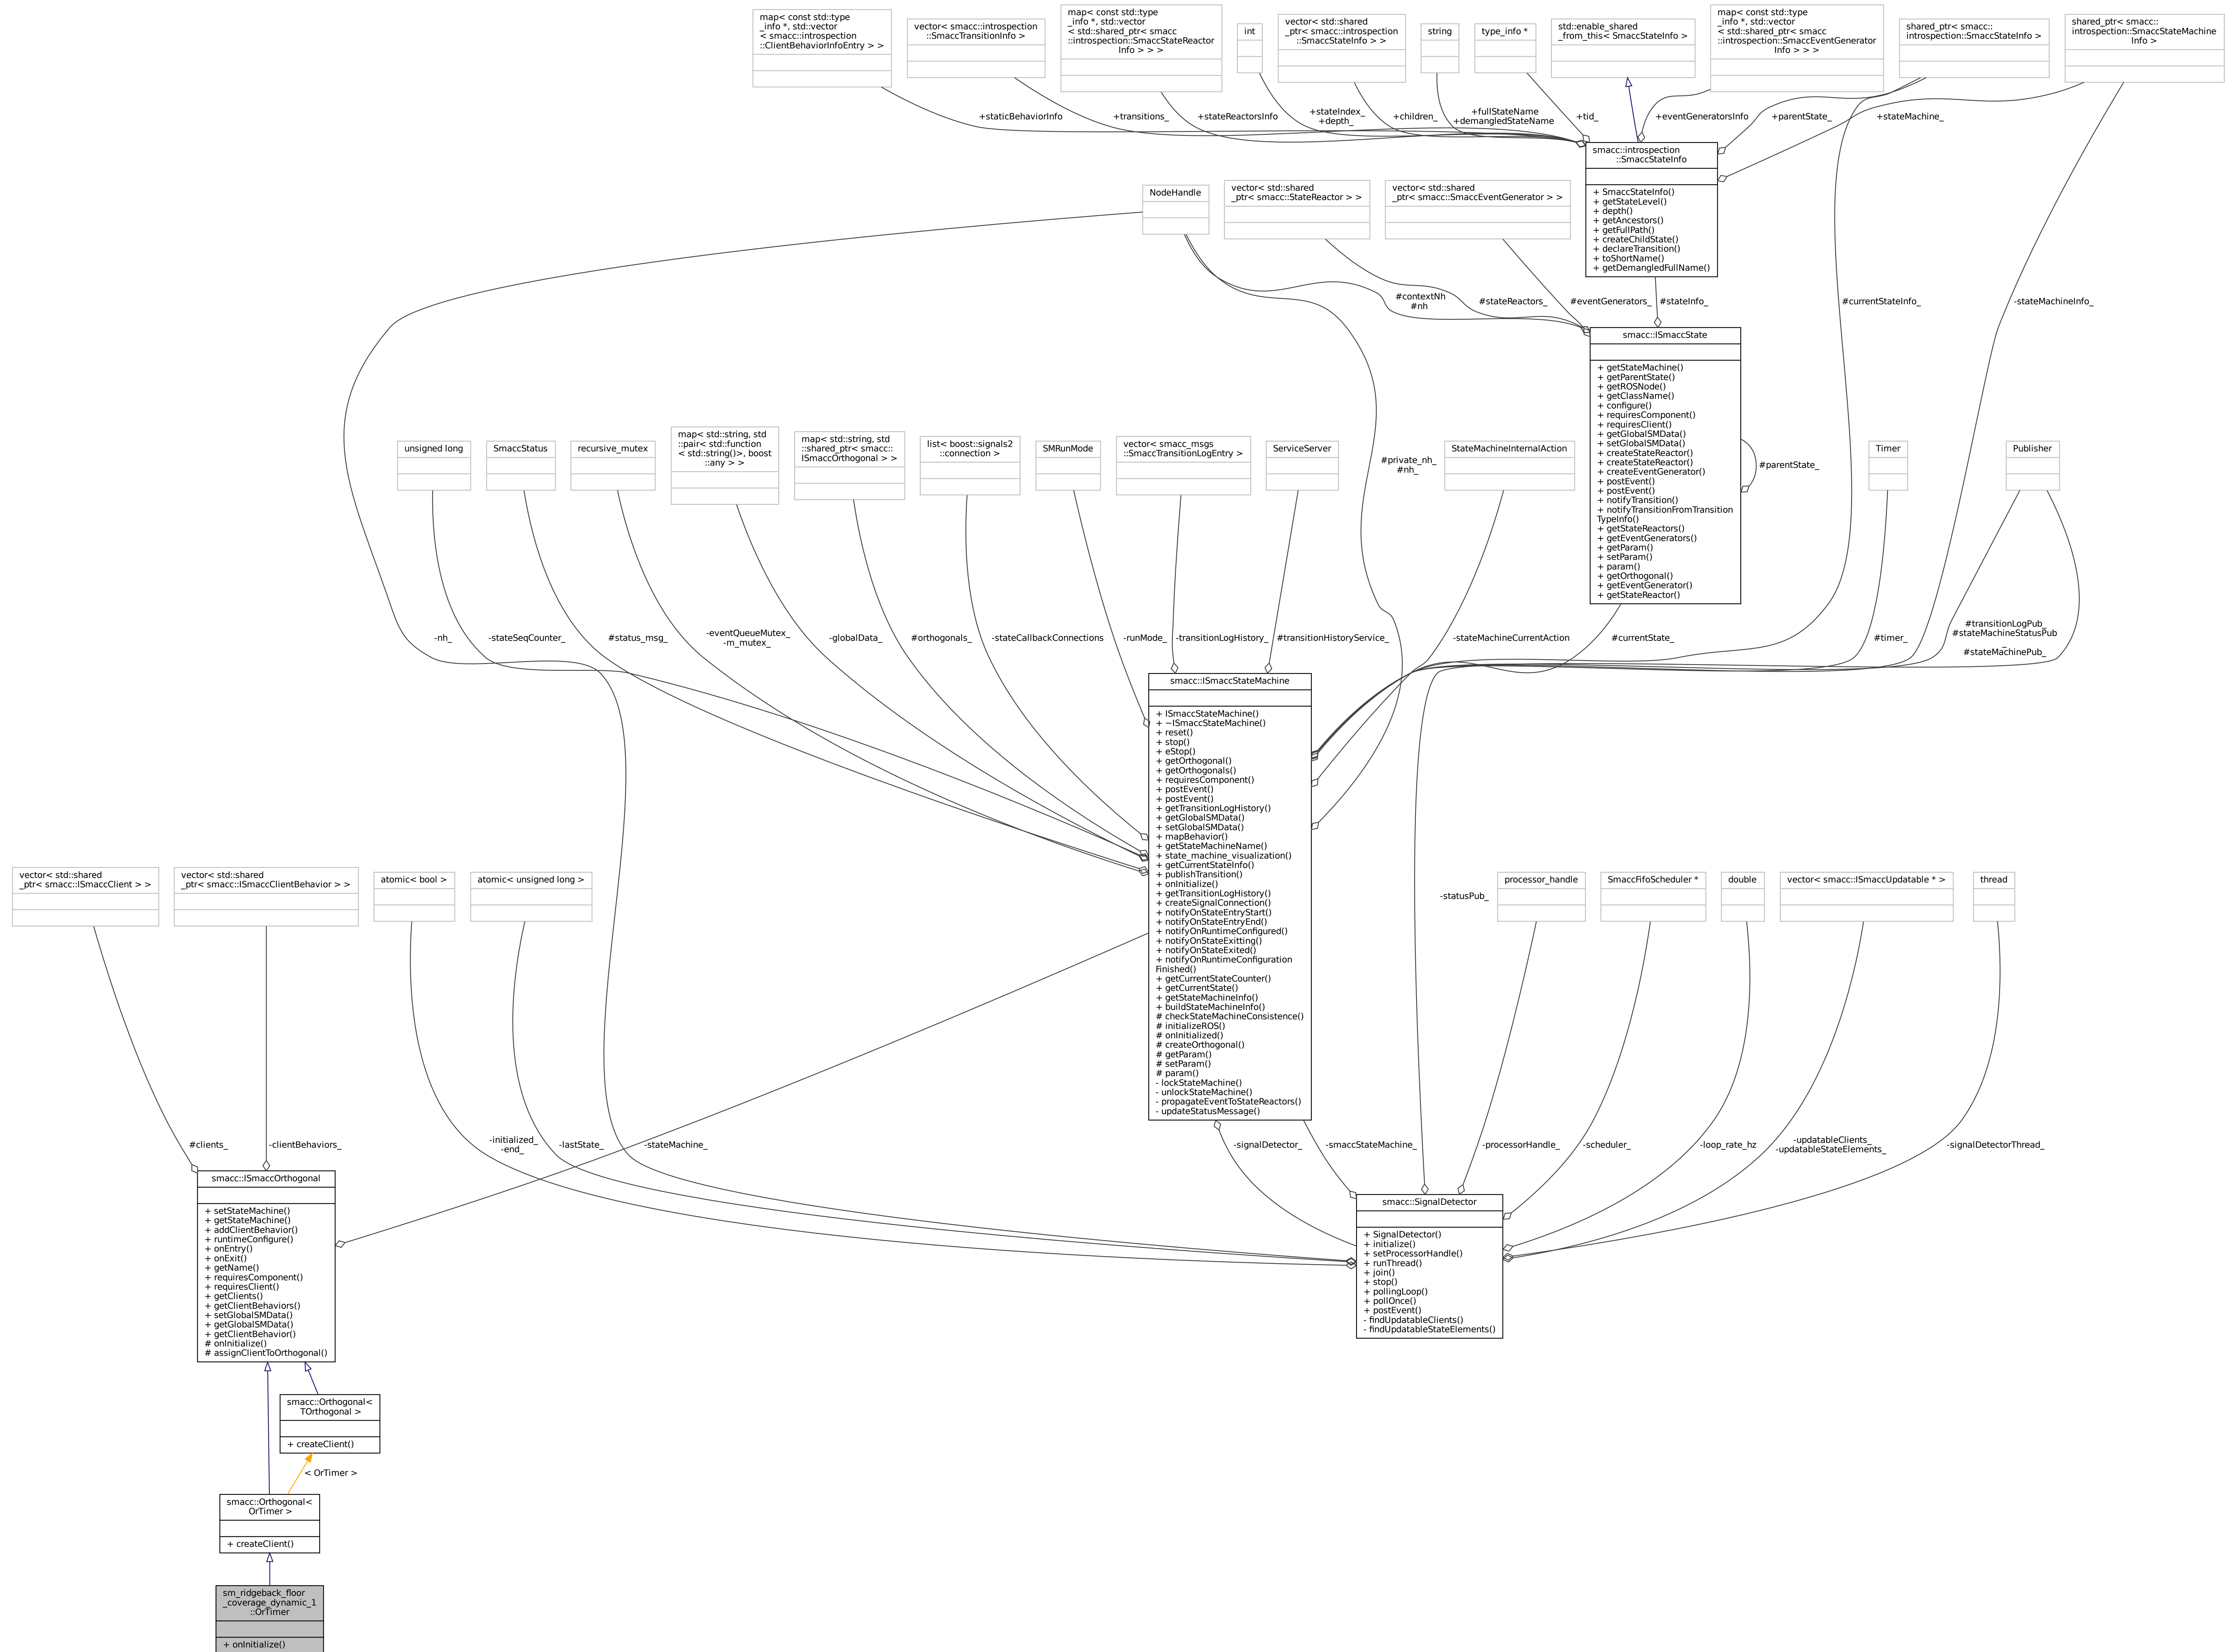 map< const std::type
_info *, std::vector
< smacc::introspection
::ClientBehaviorInfoEntry > >
vector< smacc::introspection
::SmaccTransitionInfo >
map< const std::type
_info *, std::vector
< std::shared_ptr< smacc
::introspection::SmaccStateReactor
Info > > >
int
vector< std::shared
_ptr< smacc::introspection
::SmaccStateInfo > >
string
type_info *
std::enable_shared
_from_this< SmaccStateInfo >
map< const std::type
_info *, std::vector
< std::shared_ptr< smacc
::introspection::SmaccEventGenerator
Info > > >
shared_ptr< smacc::
introspection::SmaccStateInfo >
shared_ptr< smacc::
introspection::SmaccStateMachine
Info >
+staticBehaviorInfo
+transitions_
+stateReactorsInfo
+stateIndex_
+depth_
+children_
+fullStateName
+demangledStateName
+tid_
+eventGeneratorsInfo
+parentState_
+stateMachine_
smacc::introspection
::SmaccStateInfo
+ SmaccStateInfo()
+ getStateLevel()
+ depth()
+ getAncestors()
+ getFullPath()
+ createChildState()
+ declareTransition()
+ toShortName()
+ getDemangledFullName()
NodeHandle
vector< std::shared
_ptr< smacc::StateReactor > >
vector< std::shared
_ptr< smacc::SmaccEventGenerator > >
#contextNh
#nh
#stateReactors_
#eventGenerators_
#stateInfo_
#currentStateInfo_
-stateMachineInfo_
smacc::ISmaccState
+ getStateMachine()
+ getParentState()
+ getROSNode()
+ getClassName()
+ configure()
+ requiresComponent()
+ requiresClient()
+ getGlobalSMData()
+ setGlobalSMData()
+ createStateReactor()
+ createStateReactor()
+ createEventGenerator()
+ postEvent()
+ postEvent()
+ notifyTransition()
+ notifyTransitionFromTransition
TypeInfo()
+ getStateReactors()
+ getEventGenerators()
+ getParam()
+ setParam()
+ param()
+ getOrthogonal()
+ getEventGenerator()
+ getStateReactor()
#parentState_
unsigned long
SmaccStatus
recursive_mutex
map< std::string, std
::pair< std::function
< std::string()>, boost
::any > >
map< std::string, std
::shared_ptr< smacc::
ISmaccOrthogonal > >
list< boost::signals2
::connection >
SMRunMode
vector< smacc_msgs
::SmaccTransitionLogEntry >
ServiceServer
#private_nh_
#nh_
StateMachineInternalAction
Timer
Publisher
-nh_
-stateSeqCounter_
#status_msg_
-eventQueueMutex_
-m_mutex_
-globalData_
#orthogonals_
-stateCallbackConnections
-runMode_
-transitionLogHistory_
#transitionHistoryService_
-stateMachineCurrentAction
#currentState_
#timer_
#transitionLogPub_
#stateMachineStatusPub
_
#stateMachinePub_
smacc::ISmaccStateMachine
+ ISmaccStateMachine()
+ ~ISmaccStateMachine()
+ reset()
+ stop()
+ eStop()
+ getOrthogonal()
+ getOrthogonals()
+ requiresComponent()
+ postEvent()
+ postEvent()
+ getTransitionLogHistory()
+ getGlobalSMData()
+ setGlobalSMData()
+ mapBehavior()
+ getStateMachineName()
+ state_machine_visualization()
+ getCurrentStateInfo()
+ publishTransition()
+ onInitialize()
+ getTransitionLogHistory()
+ createSignalConnection()
+ notifyOnStateEntryStart()
+ notifyOnStateEntryEnd()
+ notifyOnRuntimeConfigured()
+ notifyOnStateExitting()
+ notifyOnStateExited()
+ notifyOnRuntimeConfiguration
Finished()
+ getCurrentStateCounter()
+ getCurrentState()
+ getStateMachineInfo()
+ buildStateMachineInfo()
# checkStateMachineConsistence()
# initializeROS()
# onInitialized()
# createOrthogonal()
# getParam()
# setParam()
# param()
- lockStateMachine()
- unlockStateMachine()
- propagateEventToStateReactors()
- updateStatusMessage()
vector< std::shared
_ptr< smacc::ISmaccClient > >
vector< std::shared
_ptr< smacc::ISmaccClientBehavior > >
atomic< bool >
atomic< unsigned long >
-statusPub_
processor_handle
SmaccFifoScheduler *
double
vector< smacc::ISmaccUpdatable * >
thread
#clients_
-clientBehaviors_
-initialized_
-end_
-lastState_
-stateMachine_
-signalDetector_
-smaccStateMachine_
-processorHandle_
-scheduler_
-loop_rate_hz
-updatableClients_
-updatableStateElements_
-signalDetectorThread_
smacc::ISmaccOrthogonal
+ setStateMachine()
+ getStateMachine()
+ addClientBehavior()
+ runtimeConfigure()
+ onEntry()
+ onExit()
+ getName()
+ requiresComponent()
+ requiresClient()
+ getClients()
+ getClientBehaviors()
+ setGlobalSMData()
+ getGlobalSMData()
+ getClientBehavior()
# onInitialize()
# assignClientToOrthogonal()
smacc::SignalDetector
+ SignalDetector()
+ initialize()
+ setProcessorHandle()
+ runThread()
+ join()
+ stop()
+ pollingLoop()
+ pollOnce()
+ postEvent()
- findUpdatableClients()
- findUpdatableStateElements()
smacc::Orthogonal<
TOrthogonal >
+ createClient()
< OrTimer >
smacc::Orthogonal<
OrTimer >
+ createClient()
sm_ridgeback_floor
_coverage_dynamic_1
::OrTimer
+ onInitialize()